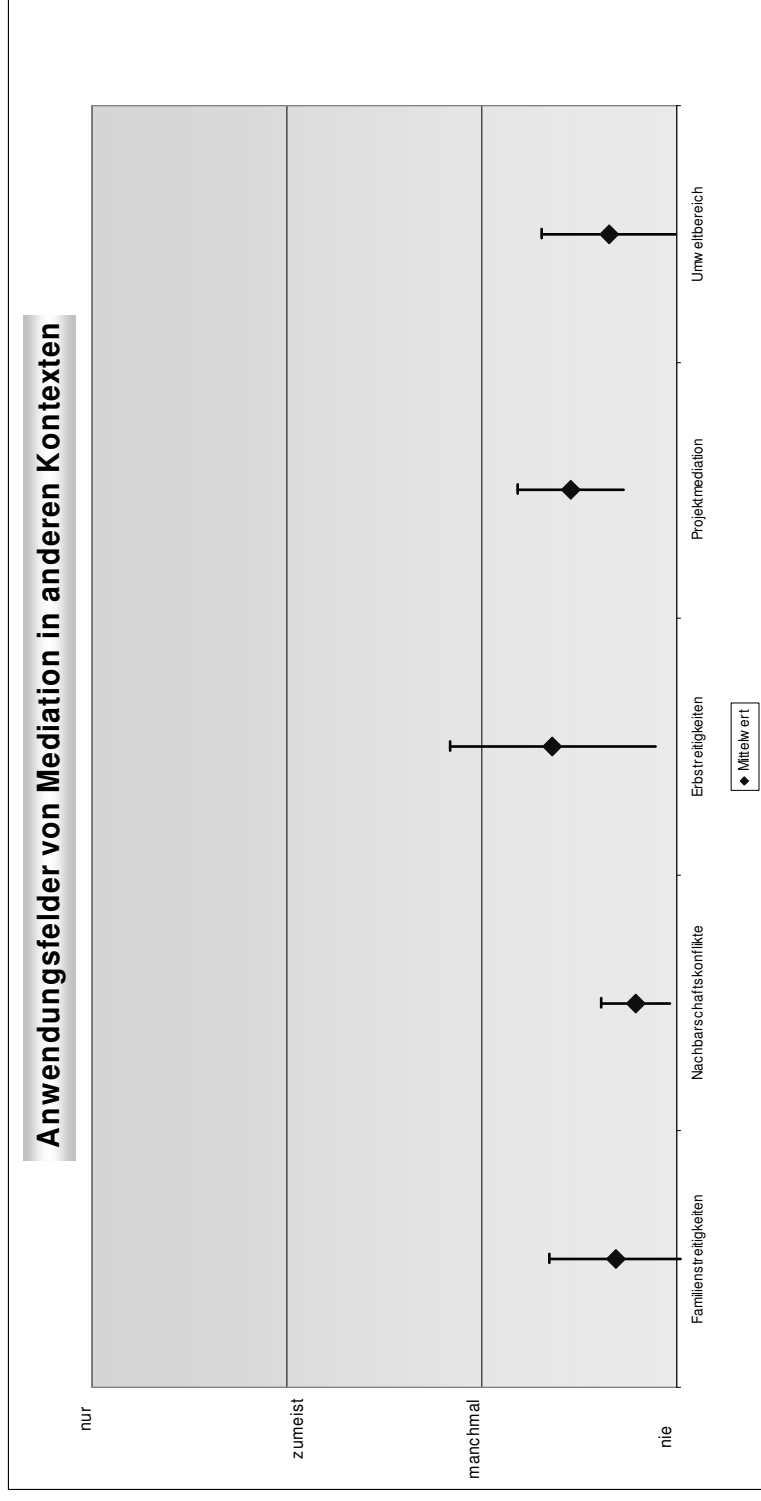 Anwendungsfelder von Mediation in anderen Kontexten
nur
zumeist
manchmal
nie
Familienstreitigkeiten
Nachbarschaftskonflikte
Erbstreitigkeiten
Projektmediation
Umweltbereich
Mittelwert